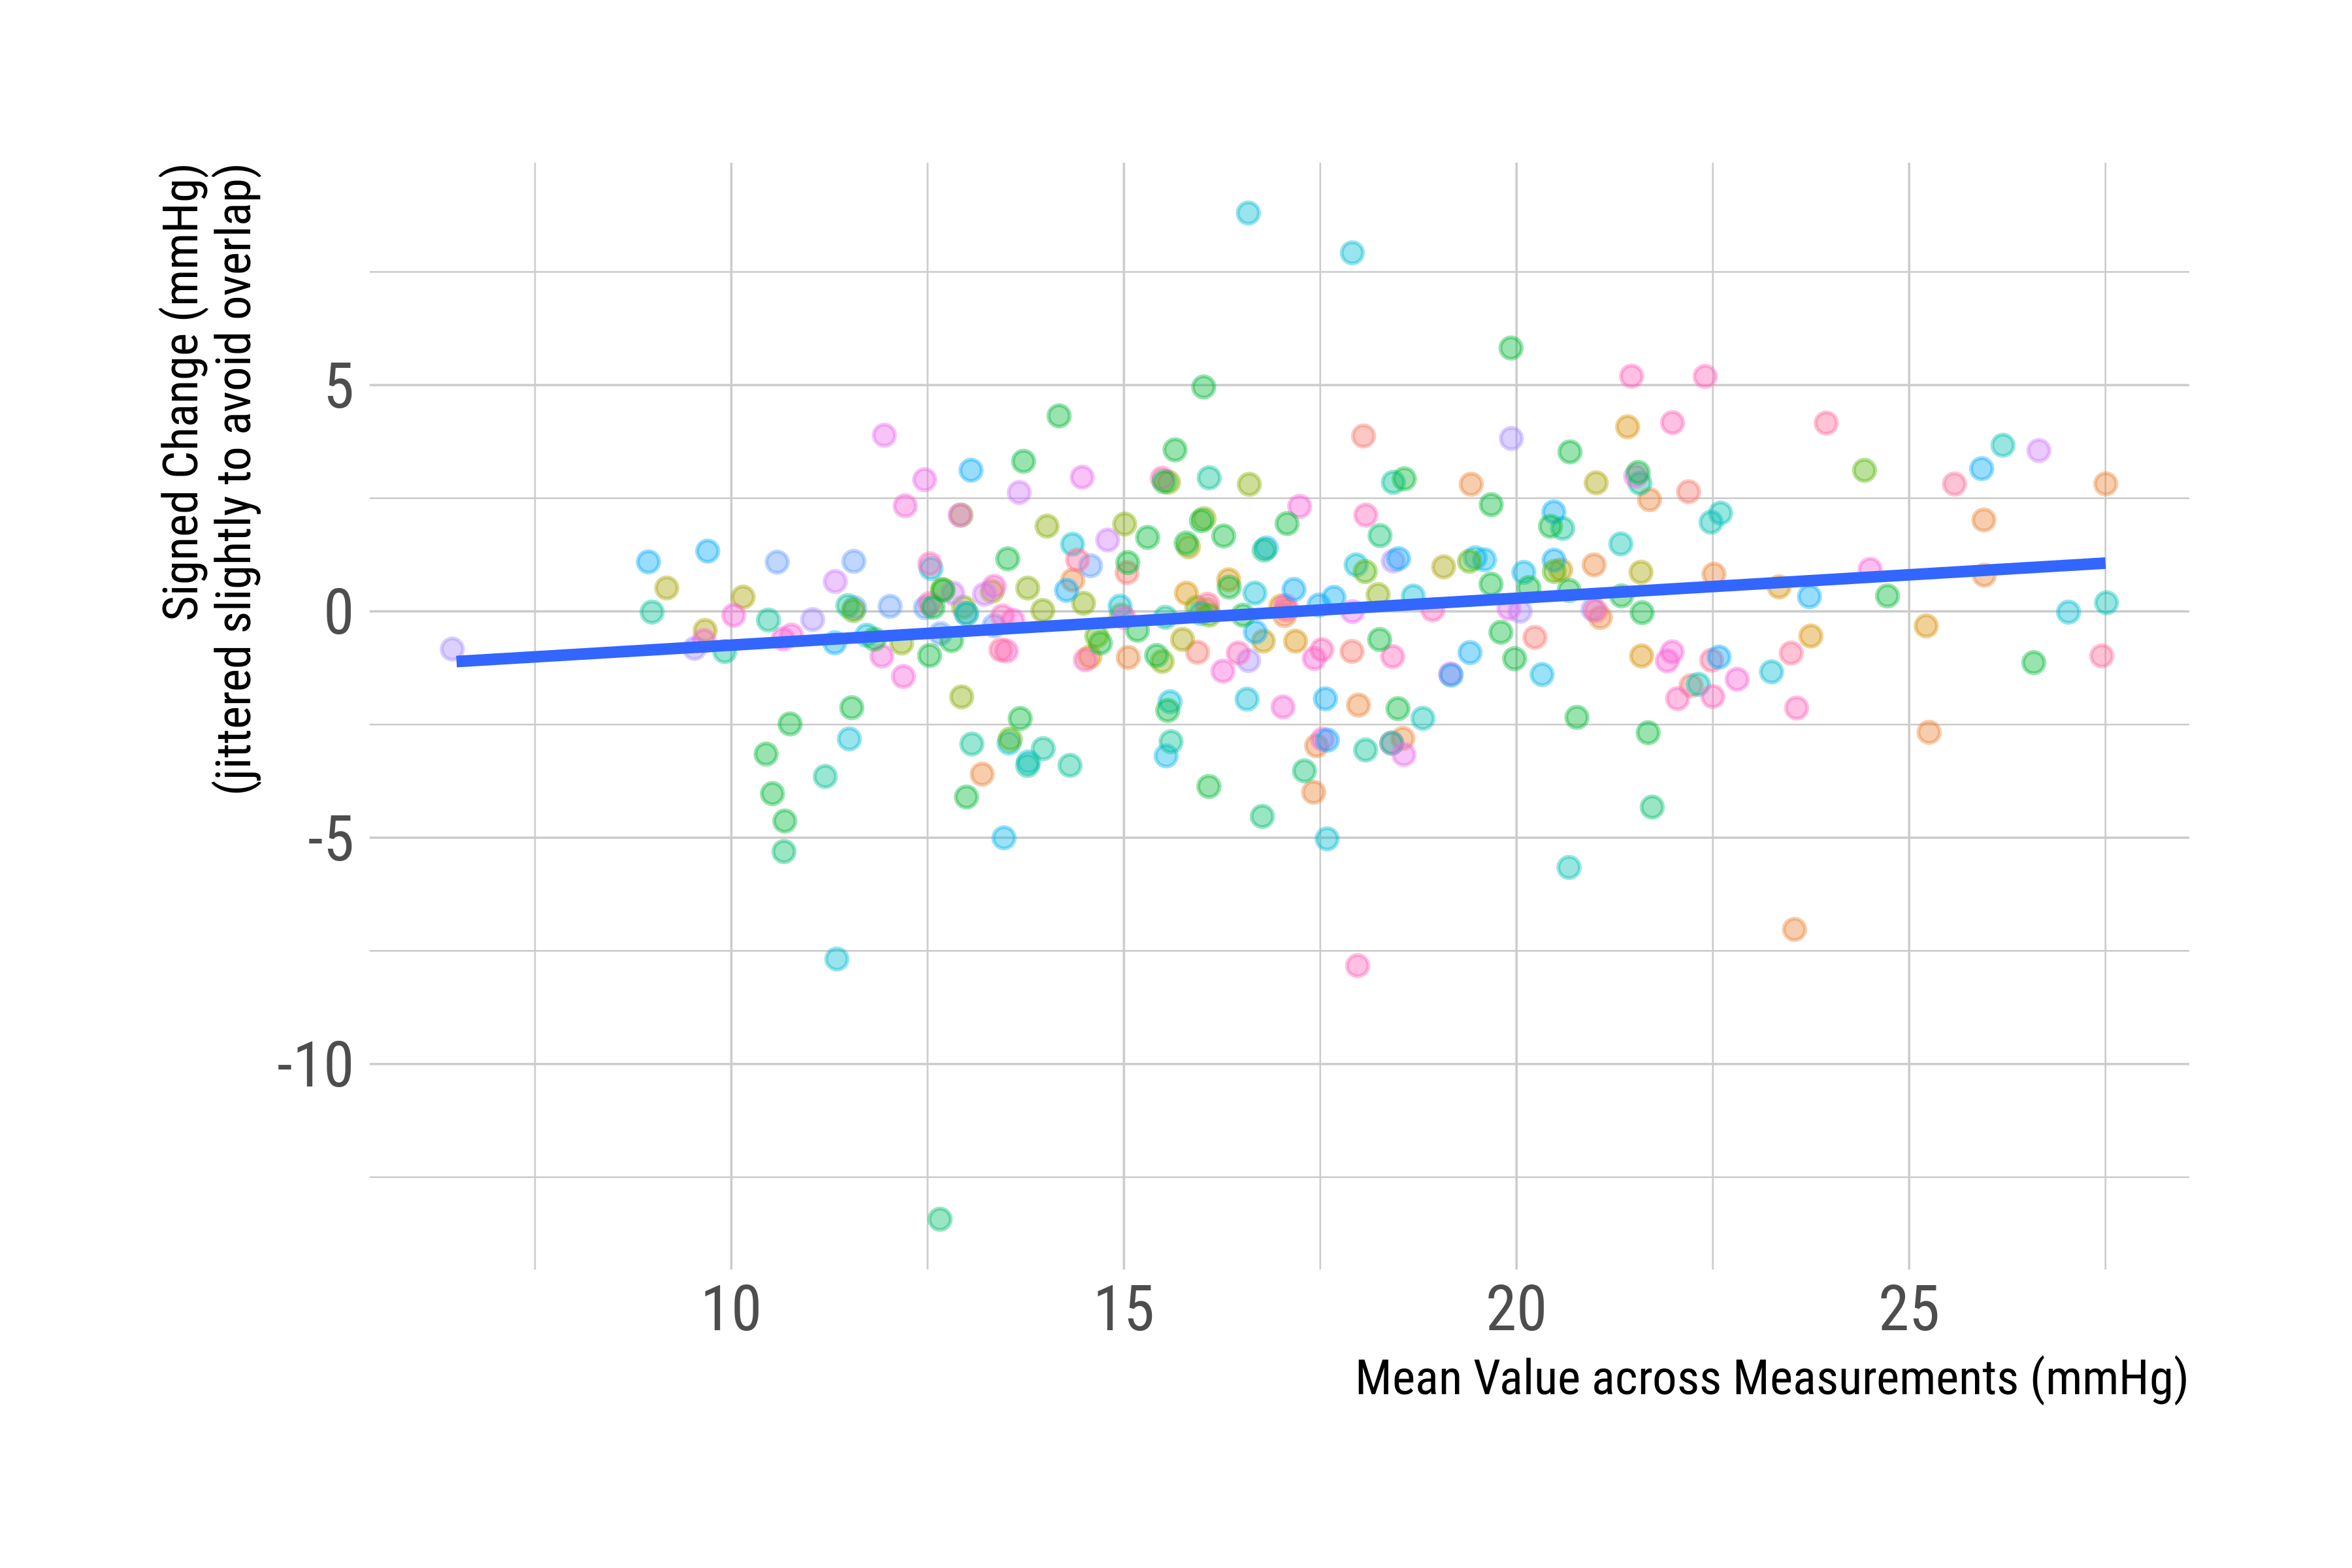 Signed Change (mmHg)
(jittered slightly to avoid overlap)
5
0
-5
-10
10
15
20
25
Mean Value across Measurements (mmHg)